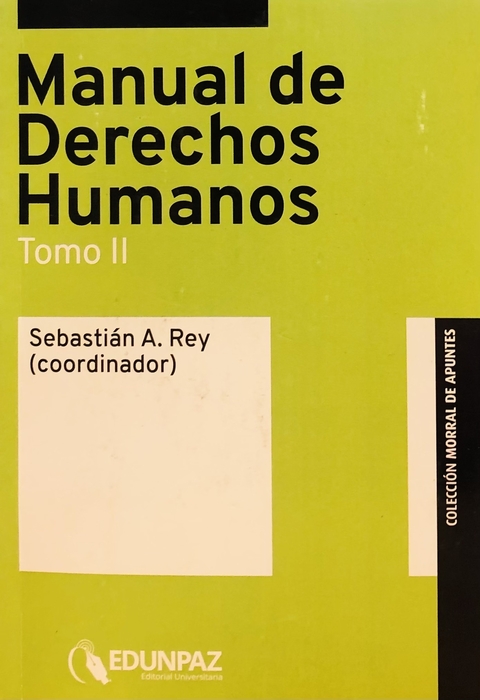 Manual de
Derechos
Humanos
Tomo II
Sebastián A. Rey
(coordinador)
COLECCIÓN MORRAL DE APUNTES
EDUNPAZ
Editorial Universitaria